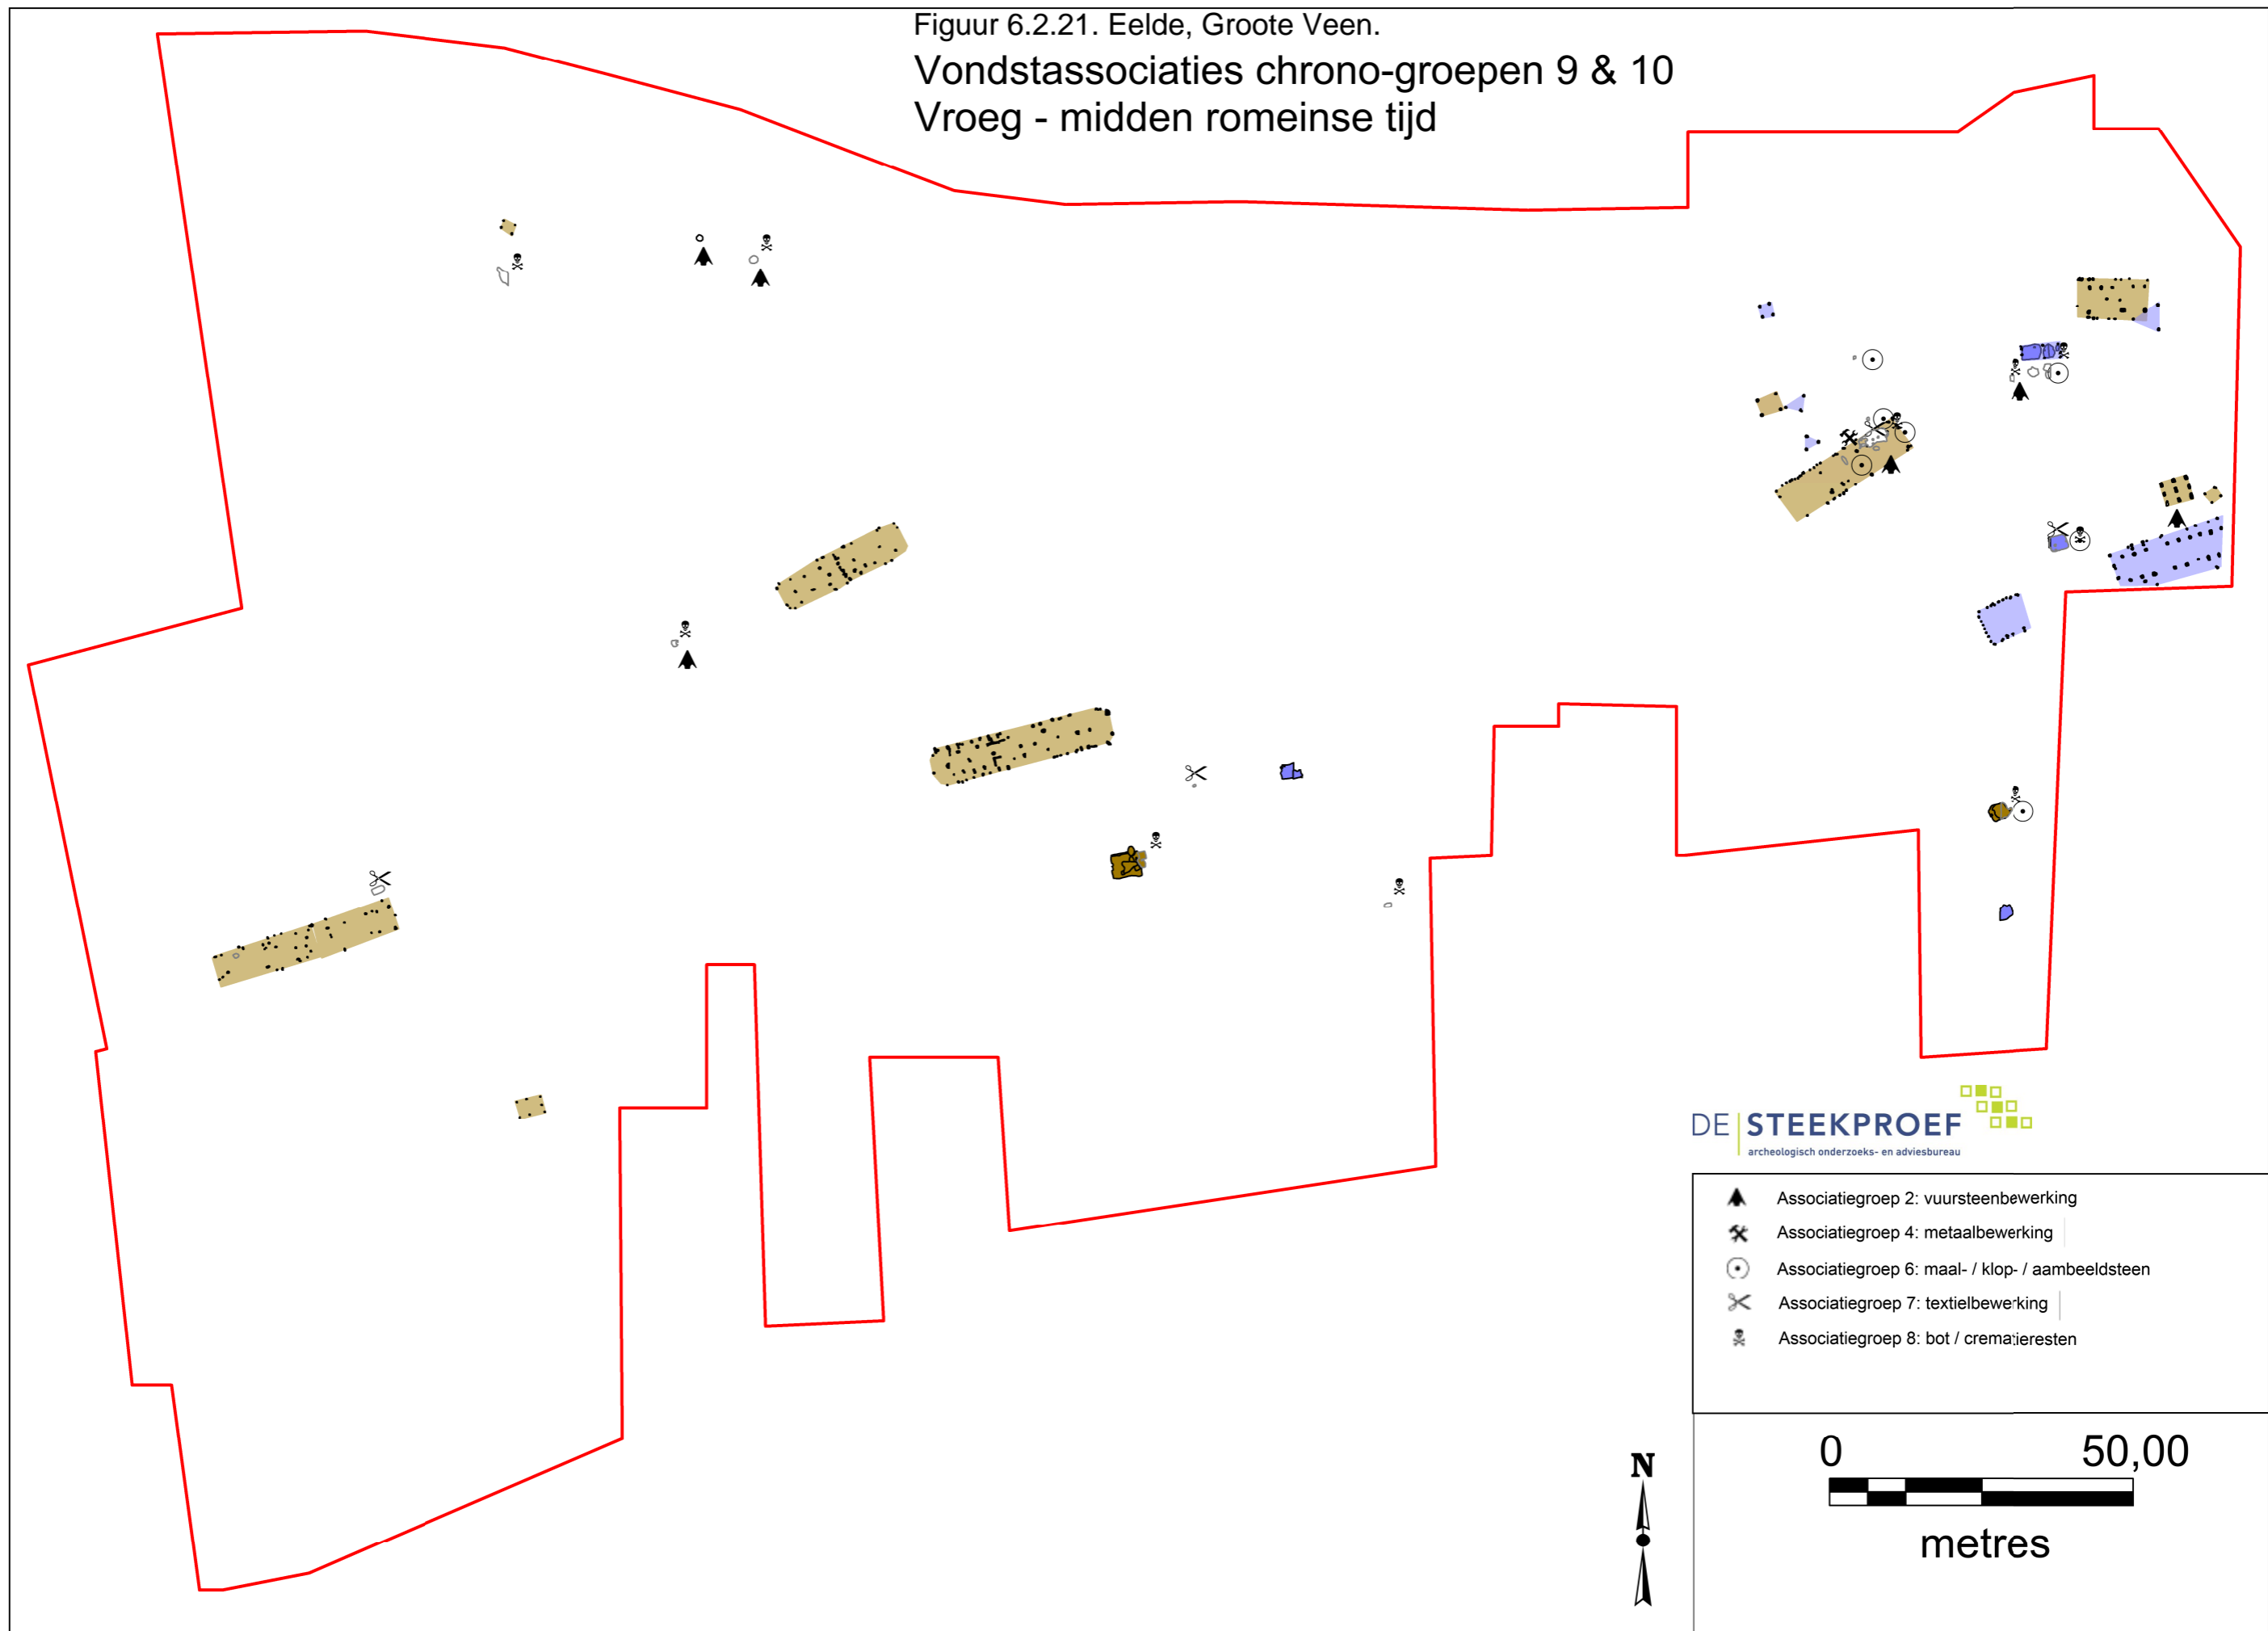 Figuur 6.2.21. Eelde, Groote Veen.
Vondstassociaties chrono-groepen 9 & 10
Vroeg - midden romeinse tijd
DE STEEKPROEF
archeologisch onderzoeks- en adviesbureau
Associatiegroep 2: vuursteenbewerking
Associatiegroep 4: metaalbewerking
Associatiegroep 6: maal- / klop- / aambeeldsteen
Associatiegroep 7: textielbewerking
Associatiegroep 8: bot / crematieresten
N
0 50,00
metres